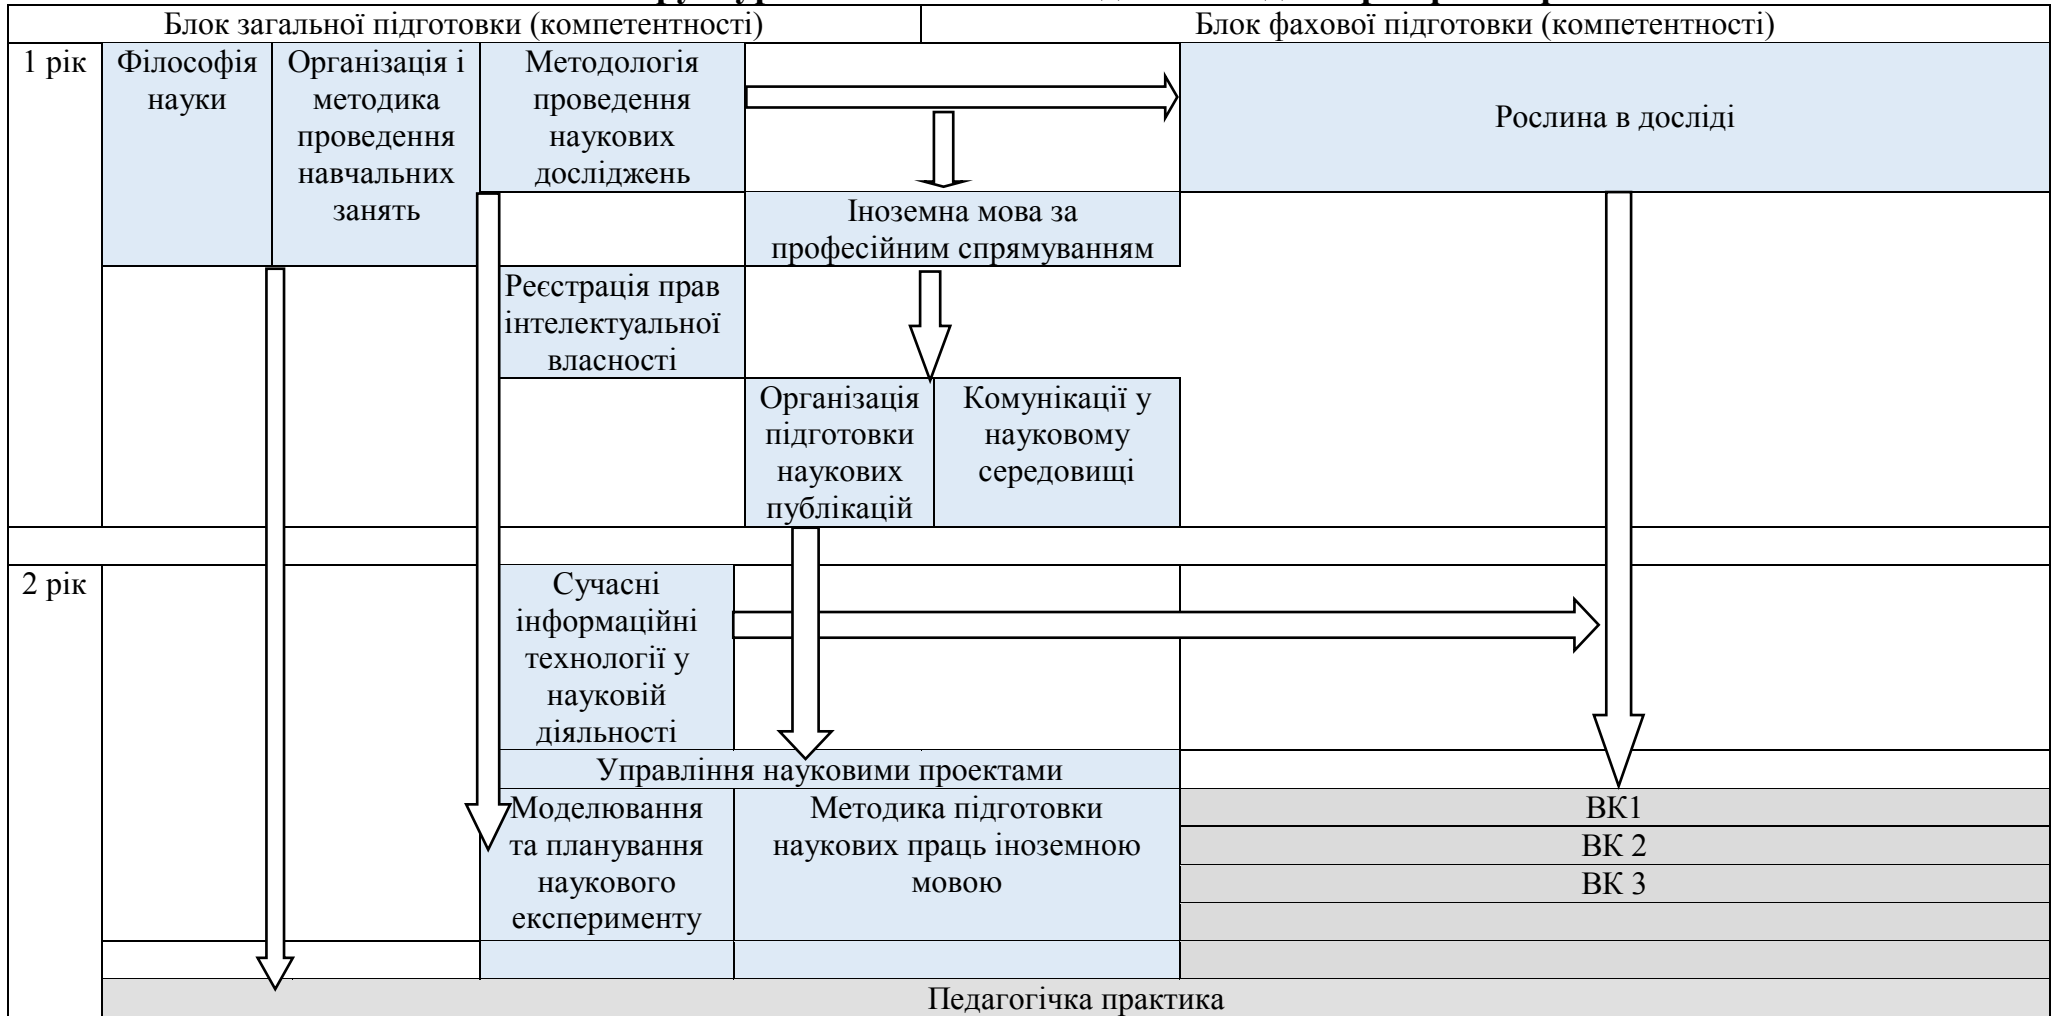 Блок загальної підготовки (компетентності)
Блок фахової підготовки (компетентності)
1 рік
Філософія
науки
Організація і
методика
проведення
навчальних
занять
Методологія
проведення
наукових
досліджень
Рослина в досліді
Іноземна мова за
професійним спрямуванням
Реєстрація прав
інтелектуальної
власності
Організація
підготовки
наукових
публікацій
Комунікації у
науковому
середовищі
2 рік
Сучасні
інформаційні
технології у
науковій
діяльності
Управління науковими проектами
Моделювання
та планування
наукового
експерименту
Методика підготовки
наукових праць іноземною
мовою
ВК1
ВК 2
ВК 3
Педагогічка практика